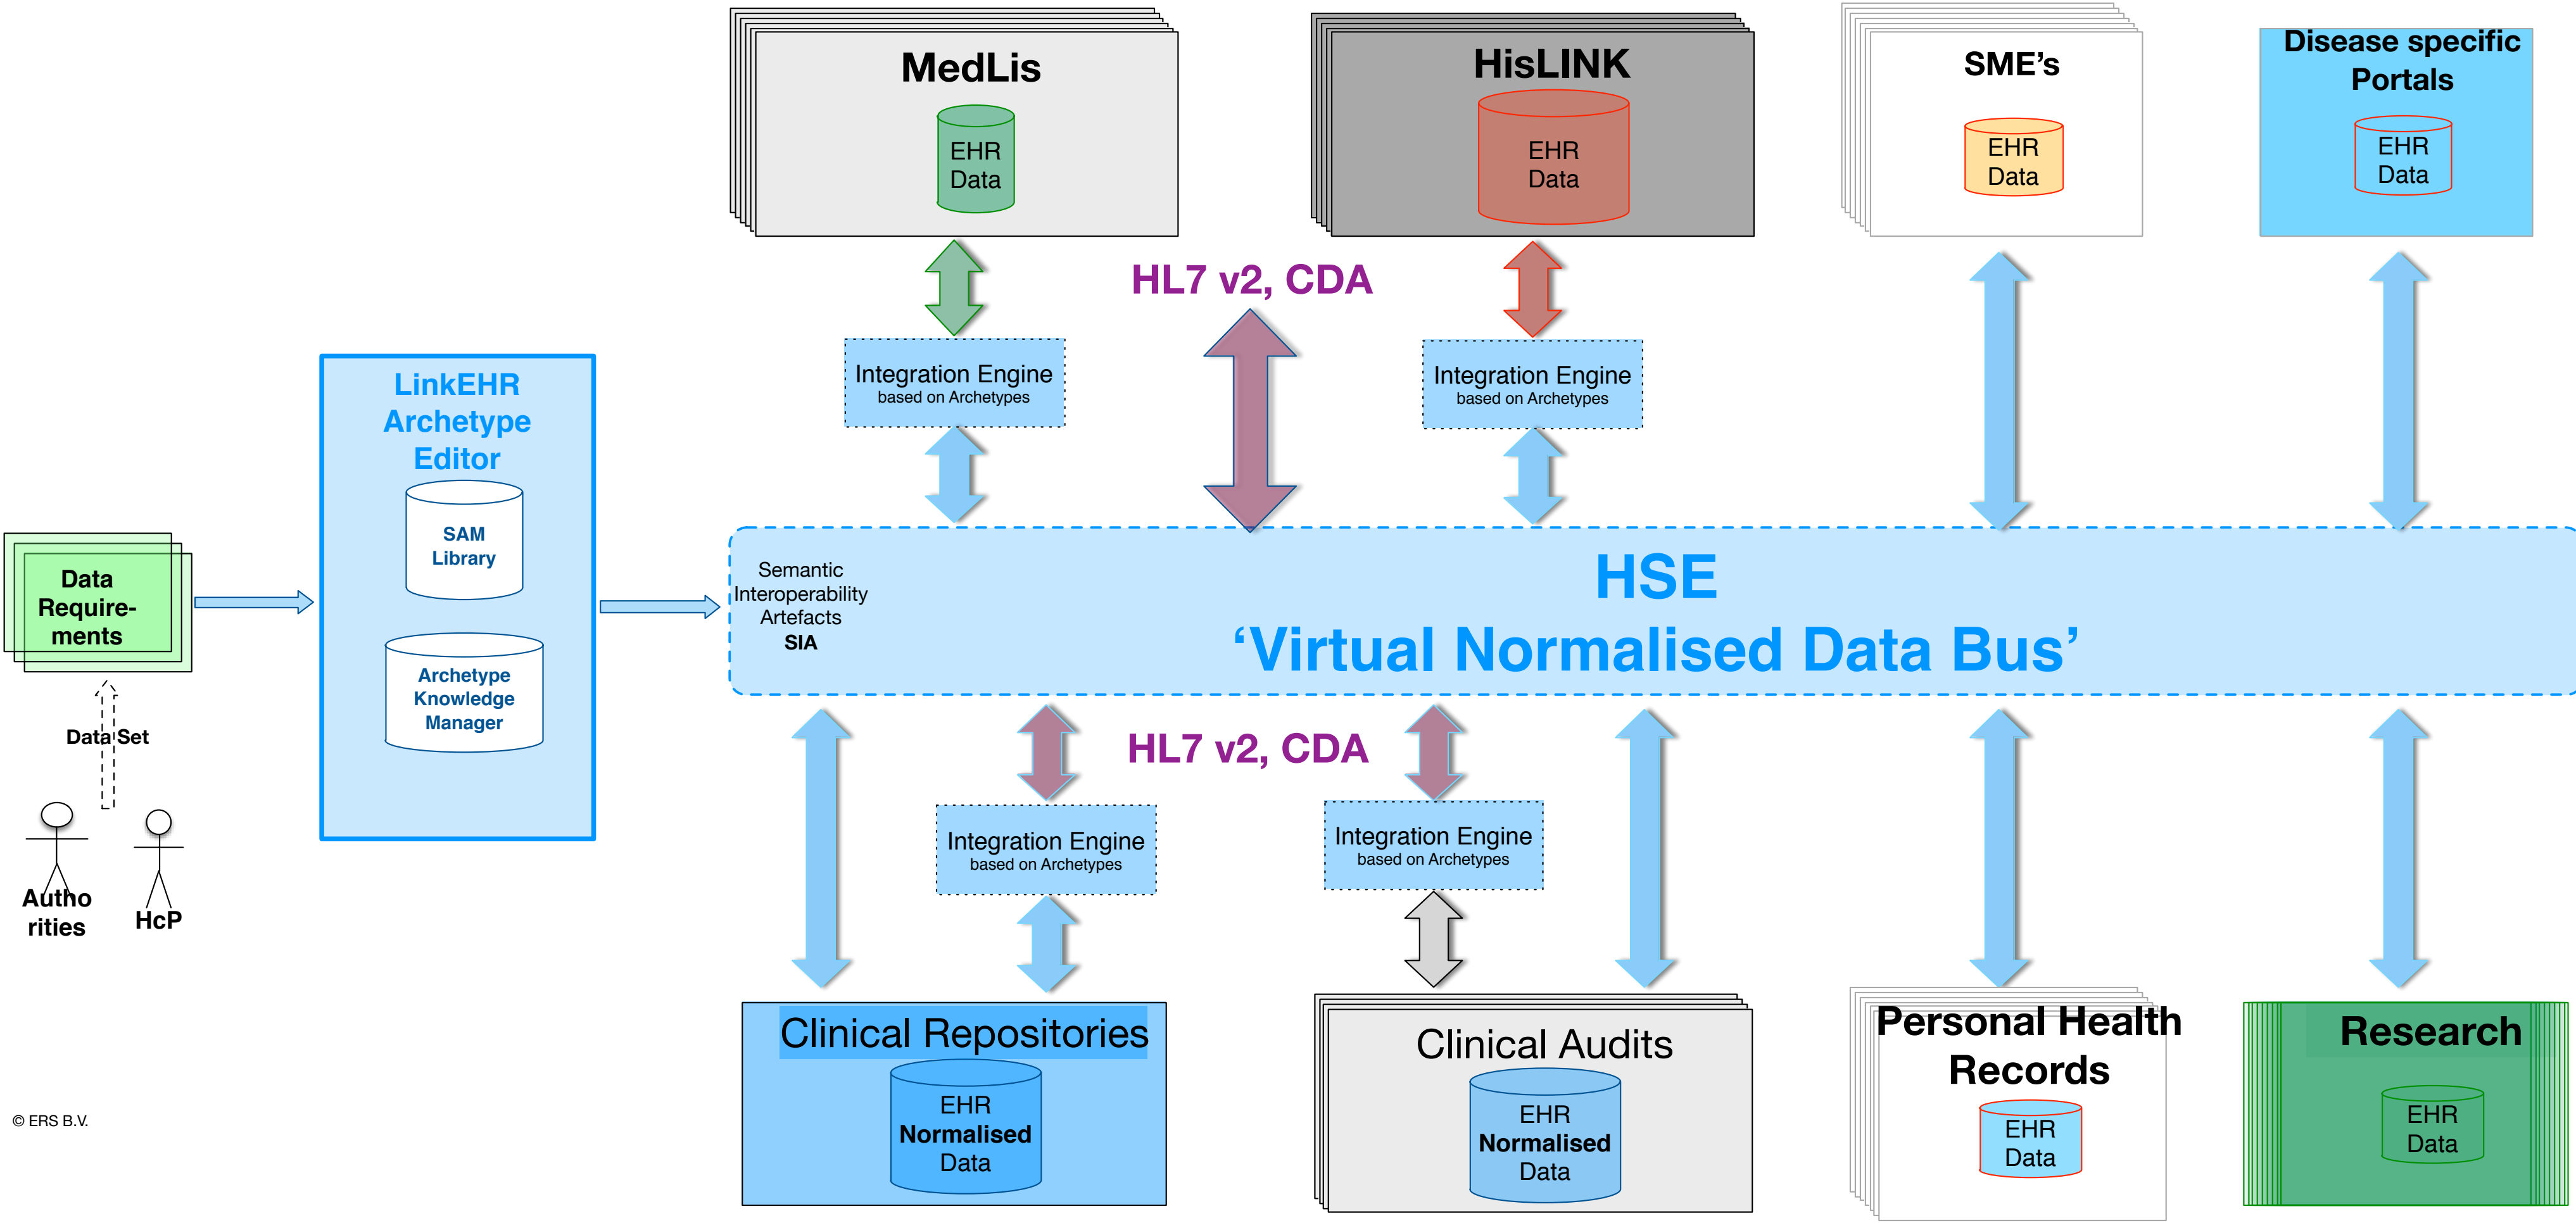 MedLis
EHR
Data
HisLINK
EHR
Data
SME's
EHR
Data
Disease specific
Portals
EHR
Data
HL7 v2, CDA
Integration Engine
based on Archetypes
Integration Engine
based on Archetypes
LinkEHR
Archetype
Editor
SAM
Library
Archetype
Knowledge
Manager
Data
Require-
ments
Data Set
Autho
rities
HcP
Semantic
Interoperability
Artefacts
SIA
HSE
‘Virtual Normalised Data Bus’
HL7 v2, CDA
Integration Engine
based on Archetypes
Integration Engine
based on Archetypes
Clinical Repositories
EHR
Normalised
Data
Clinical Audits
EHR
Normalised
Data
Personal Health
Records
EHR
Data
Research
EHR
Data
© ERS B.V.